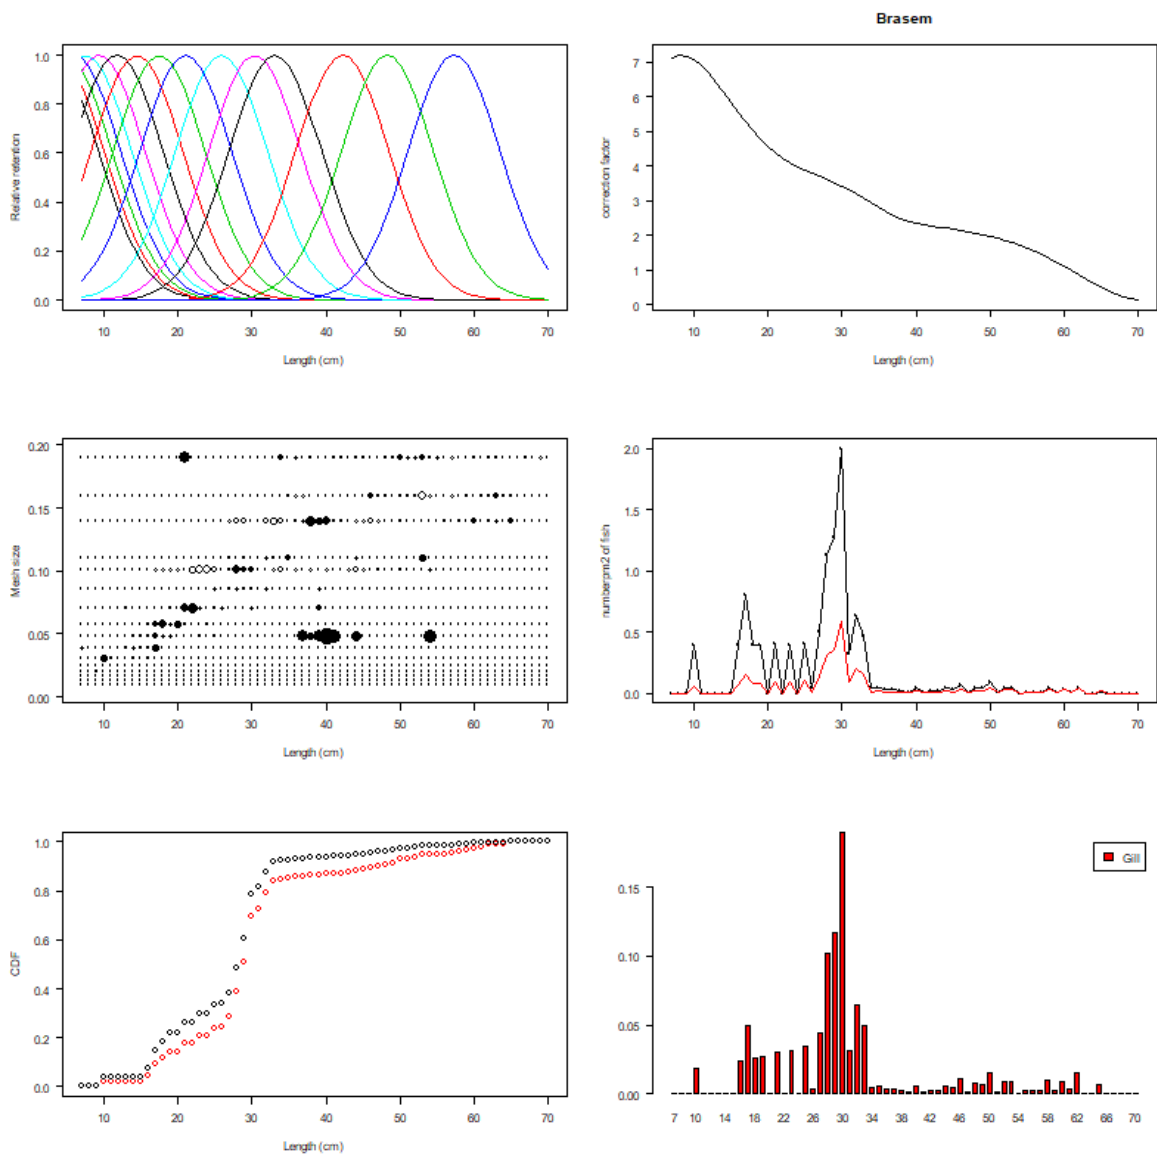 Brasem
1.0
0.8
0.6
0.4
0.2
0.0
Relative retention
10 20 30 40 50 60 70
Length (cm)
7
6
5
4
3
2
1
0
correction factor
10 20 30 40 50 60 70
Length (cm)
0.20
0.15
0.10
0.05
0.00
Mesh size
10 20 30 40 50 60 70
Length (cm)
2.0
1.5
1.0
0.5
0.0
numberpm2 of fish
10 20 30 40 50 60 70
Length (cm)
1.0
0.8
0.6
0.4
0.2
0.0
CDF
10 20 30 40 50 60 70
Length (cm)
Gill
0.15
0.10
0.05
0.00
7 10 14 18 22 26 30 34 38 42 46 50 54 58 62 66 70